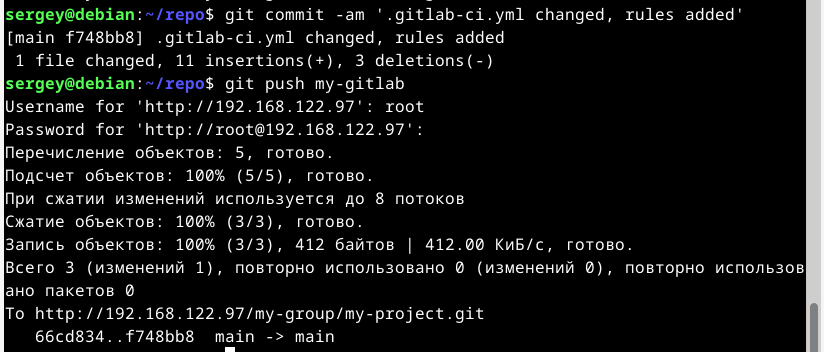 sergey@debian:~/repo$ git commit -am '.gitlab-ci.yml changed, rules added'
[main f748bb8] .gitlab-ci.yml changed, rules added
 1 file changed, 11 insertions(+), 3 deletions(-)
sergey@debian:~/repo$ git push my-gitlab
Username for 'http://192.168.122.97': root
Password for 'http://root@192.168.122.97':
Перечисление объектов: 5, готово.
Подсчет объектов: 100% (5/5), готово.
При сжатии изменений используется до 8 потоков
Сжатие объектов: 100% (3/3), готово.
Запись объектов: 100% (3/3), 412 байтов | 412.00 КиБ/с, готово.
Всего 3 (изменений 1), повторно использовано 0 (изменений 0), повторно использов
ано пакетов 0
To http://192.168.122.97/my-group/my-project.git
   66cd834..f748bb8  main -> main